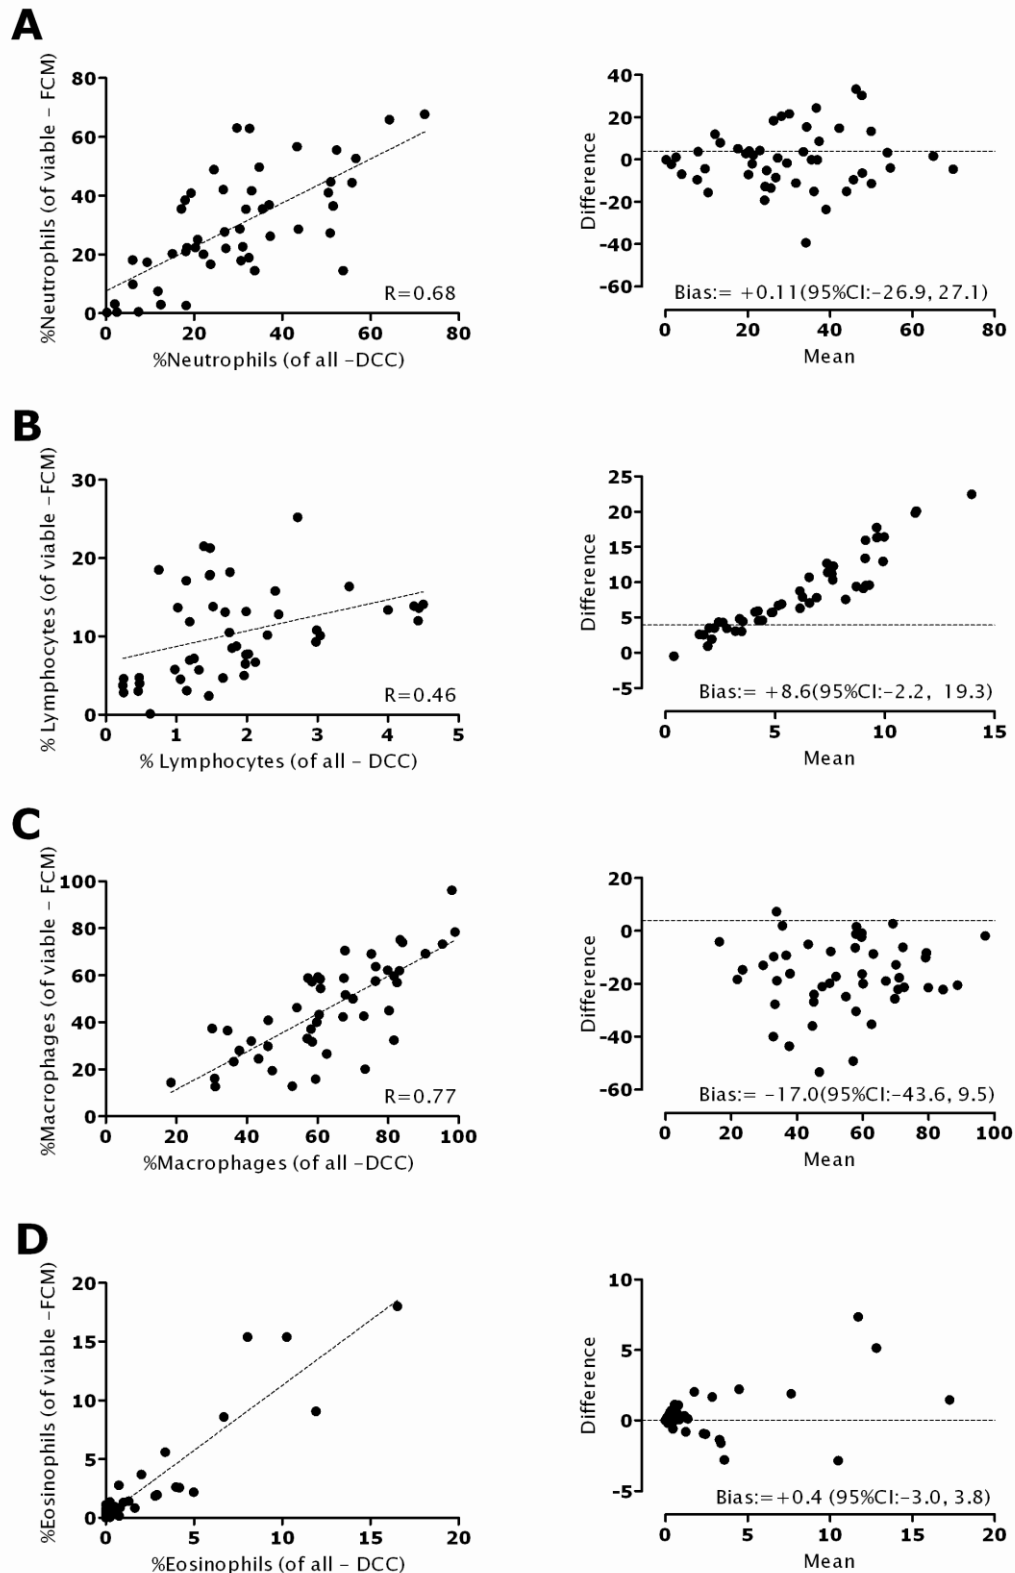 A
%Neutrophils (of viable – FCM)
80
60
40
20
0
0 20 40 60 80
R=0.68
%Neutrophils (of all –DCC)
Difference
40
20
0
-20
-40
-60
Bias:= +0.11(95%CI:–26.9, 27.1)
0 20 40 60 80
Mean
B
% Lymphocytes (of viable –FCM)
30
20
10
0
R=0.46
0 1 2 3 4 5
% Lymphocytes (of all – DCC)
Difference
25
20
15
10
5
0
-5
Bias:= +8.6(95%CI:–2.2, 19.3)
0 5 10 15
Mean
C
%Macrophages (of viable – FCM)
100
80
60
40
20
0
R=0.77
0 20 40 60 80 100
%Macrophages (of all –DCC)
Difference
20
0
-20
-40
-60
Bias:= –17.0(95%CI:–43.6, 9.5)
0 20 40 60 80 100
Mean
D
%Eosinophils (of viable –FCM)
20
15
10
5
0
0 5 10 15 20
%Eosinophils (of all – DCC)
Difference
10
5
0
-5
Bias:=+0.4 (95%CI:–3.0, 3.8)
0 5 10 15 20
Mean